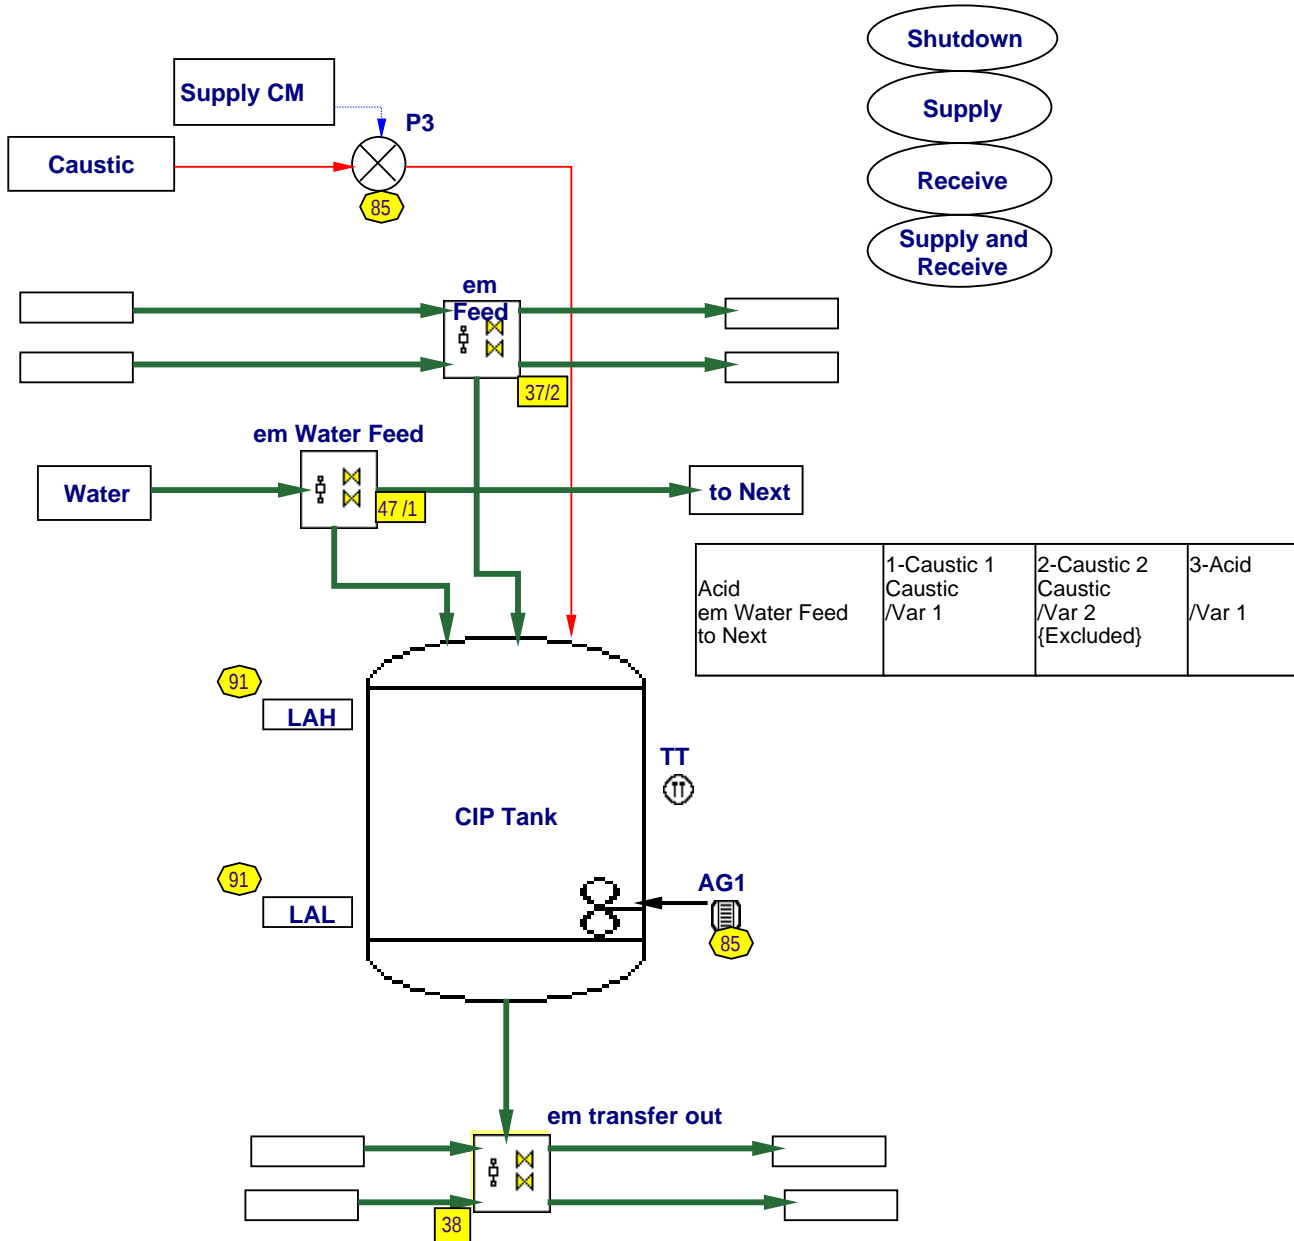 Shutdown
Supply CM
Supply
P3
Caustic
Receive
85
Supply and
Receive
em
Feed
37/2
em Water Feed
Water
to Next
47 /1
Acid
em Water Feed
to Next
1-Caustic 1
Caustic
/Var 1
2-Caustic 2
Caustic
/Var 2
{Excluded}
3-Acid
/Var 1
91
LAH
TT
CIP Tank
91
LAL
AG1
85
em transfer out
38